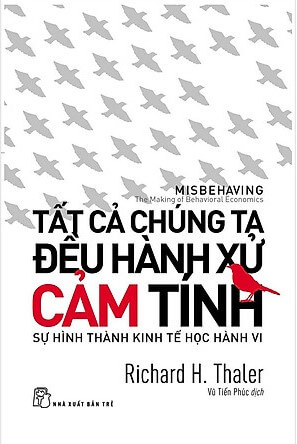 MISBEHAVING
The Making of Behavioral Economics
TẤT CẢ CHÚNG TA
ĐỀU HÀNH XỬ
CẢM TÍNH
SỰ HÌNH THÀNH KINH TẾ HỌC HÀNH VI
Richard H. Thaler
Vũ Tiến Phúc dịch
NHÀ XUẤT BẢN TRẺ